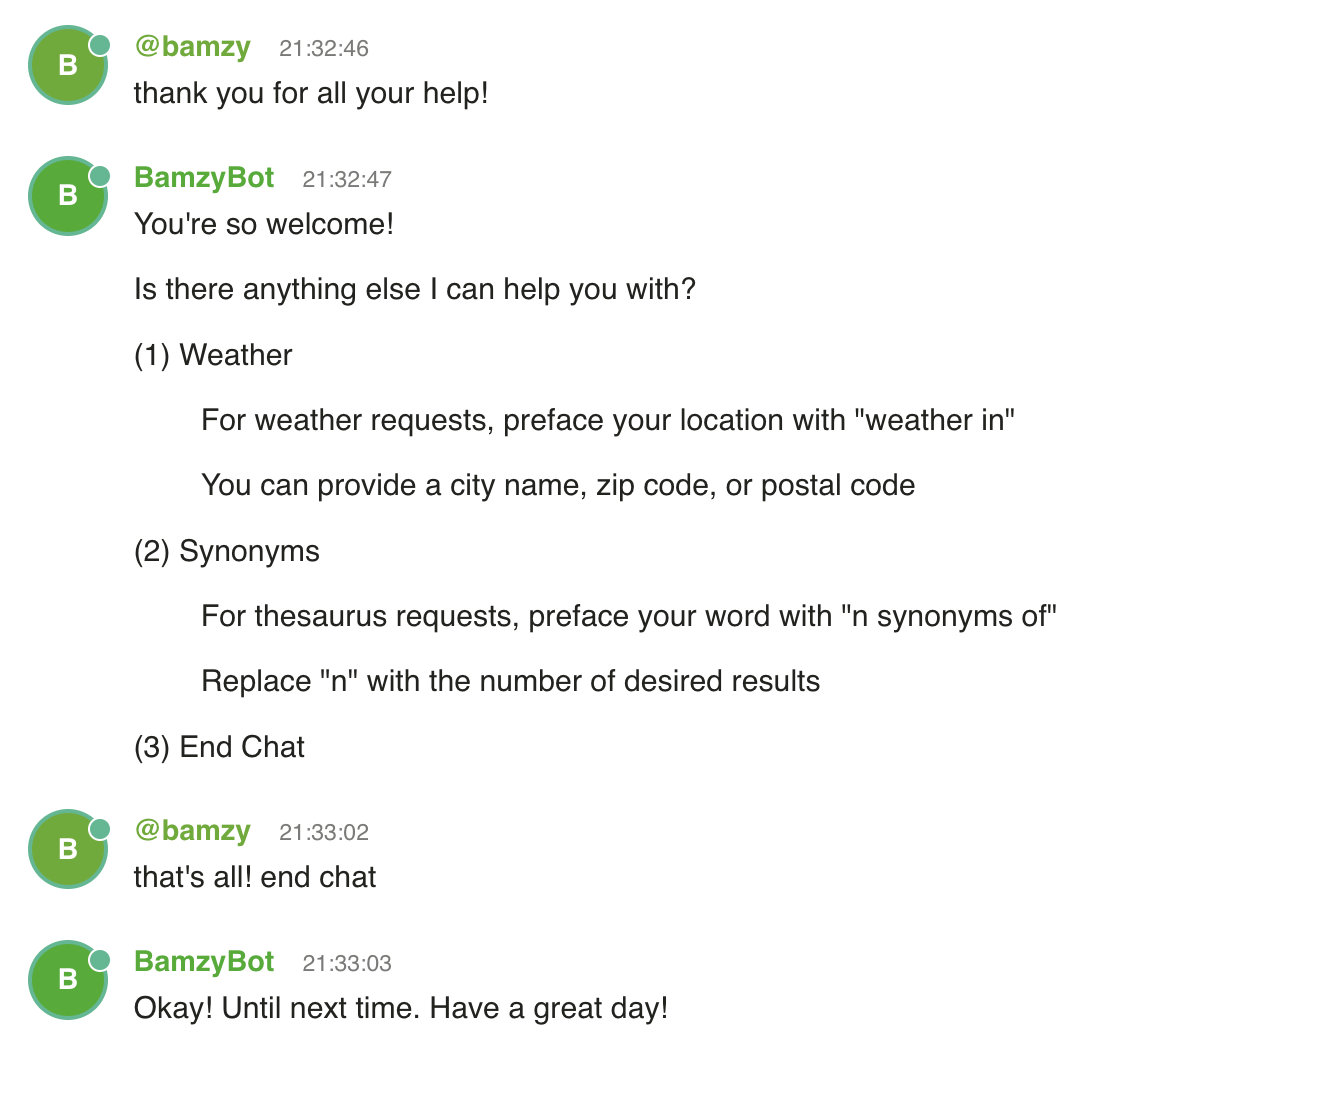 B
@bamzy 21:32:46
thank you for all your help!
B
BamzyBot 21:32:47
You're so welcome!
Is there anything else I can help you with?
(1) Weather
For weather requests, preface your location with "weather in"
You can provide a city name, zip code, or postal code
(2) Synonyms
For thesaurus requests, preface your word with "n synonyms of"
Replace "n" with the number of desired results
(3) End Chat
B
@bamzy 21:33:02
that's all! end chat
B
BamzyBot 21:33:03
Okay! Until next time. Have a great day!